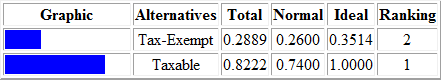 Graphic Alternatives Total Normal Ideal Ranking
Tax-Exempt 0.2889 0.2600 0.3514 2
Taxable 0.8222 0.7400 1.0000 1